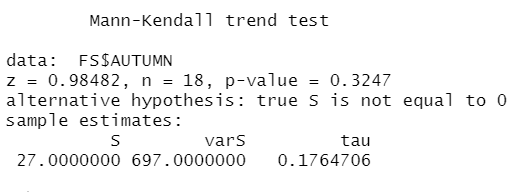 Mann-Kendall trend test
data: FS$AUTUMN
z = 0.98482, n = 18, p-value = 0.3247
alternative hypothesis: true S is not equal to 0
sample estimates:
S varS tau
27.0000000 697.0000000 0.1764706